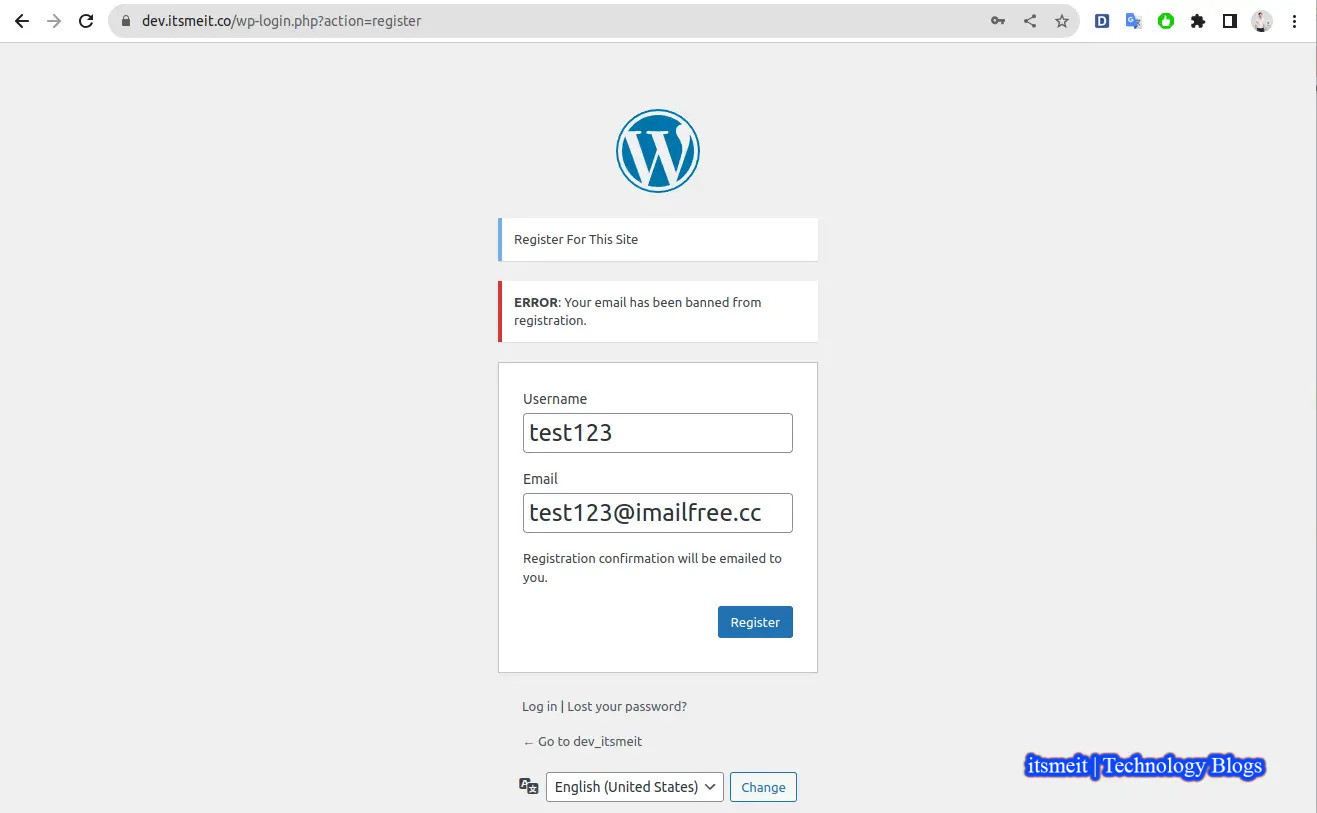 dev.itsmeit.co/wp-login.php?action=register
Register For This Site
ERROR: Your email has been banned from
registration.
Username
test123
Email
test123@imailfree.cc
Registration confirmation will be emailed to
you.
Register
Log in | Lost your password?
← Go to dev_itsmeit
English (United States)
Change
itsmeit | Technology Blogs